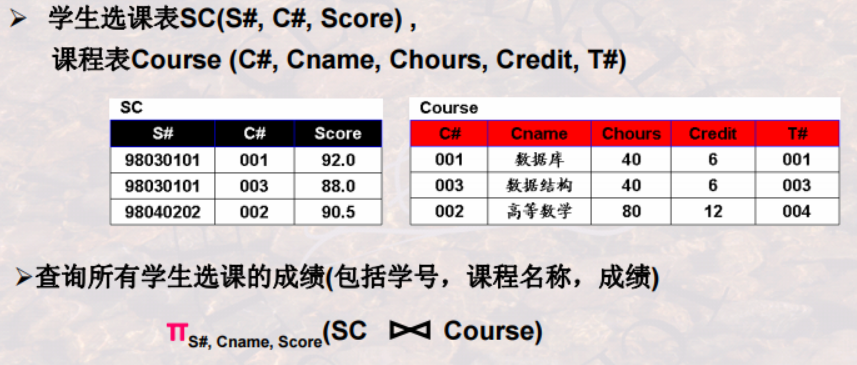 ➢ 学生选课表SC(S#, C#, Score) ,
课程表Course (C#, Cname, Chours, Credit, T#)
SC
S# C# Score
98030101 001 92.0
98030101 003 88.0
98040202 002 90.5
Course
C# Cname Chours Credit T#
001 数据库 40 6 001
003 数据结构 40 6 003
002 高等数学 80 12 004
➢查询所有学生选课的成绩(包括学号，课程名称，成绩)
π S#, Cname, Score(SC ⋈ Course)